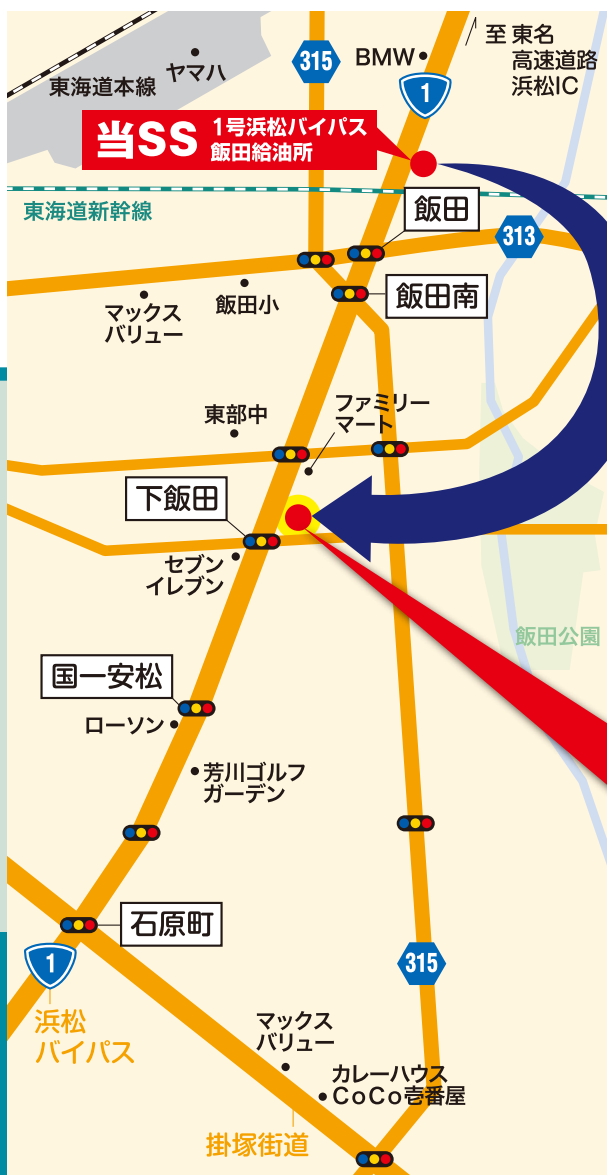 至 東名
高速道路
浜松IC
BMW
315
1
ヤマハ
東海道本線
当SS
1号浜松バイパス
飯田給油所
東海道新幹線
飯田
313
飯田南
飯田小
マックス
バリュー
ファミリー
マート
東部中
下飯田
セブン
イレブン
飯田公園
国一安松
ローソン
芳川ゴルフ
ガーデン
石原町
1
浜松
バイパス
315
マックス
バリュー
カレーハウス
CoCo壱番屋
掛塚街道